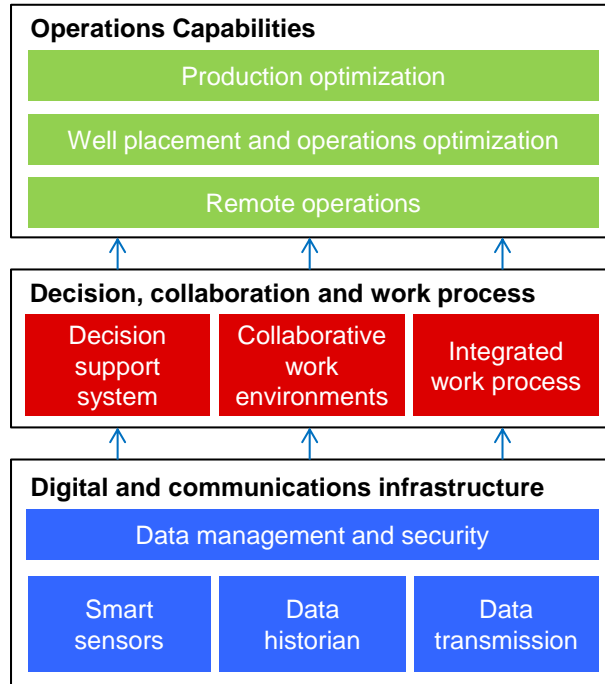 Operations Capabilities
Production optimization
Well placement and operations optimization
Remote operations
Decision, collaboration and work process
Decision
support
system
Collaborative
work
environments
Integrated
work process
Digital and communications infrastructure
Data management and security
Smart
sensors
Data
historian
Data
transmission